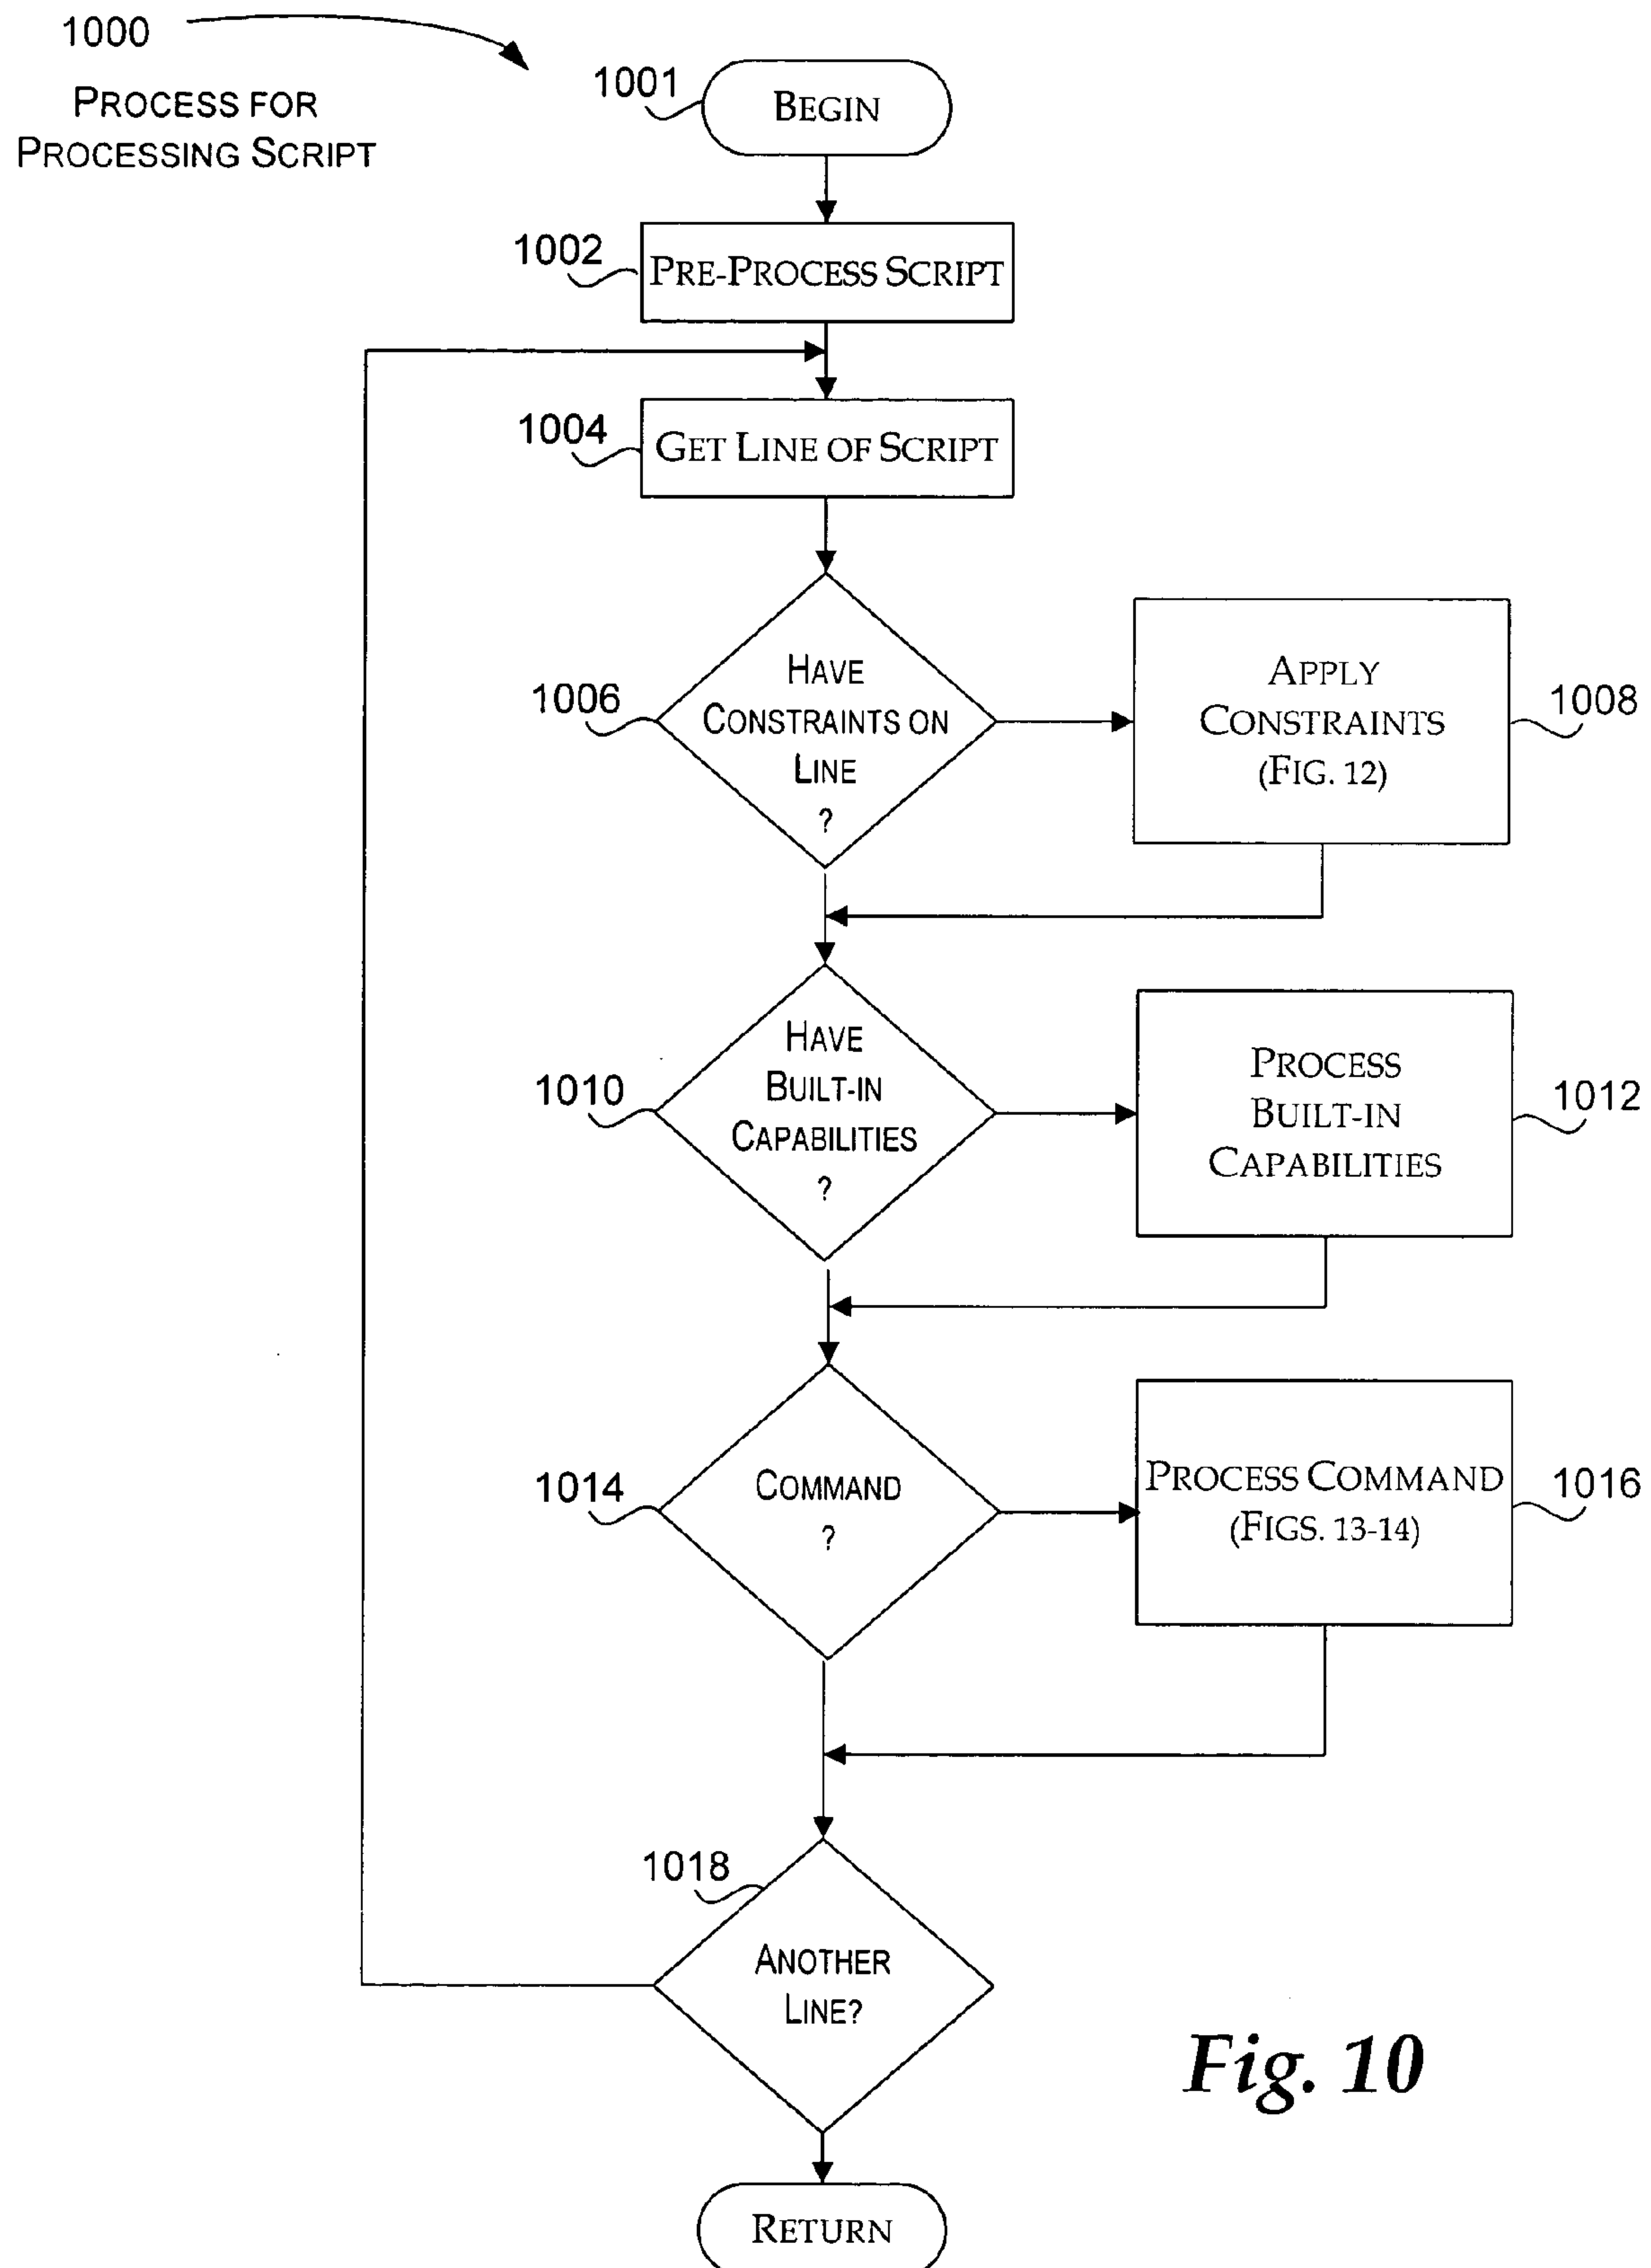 1000
PROCESS FOR
PROCESSING SCRIPT
1001
BEGIN
1002
PRE-PROCESS SCRIPT
1004
GET LINE OF SCRIPT
1006
HAVE
CONSTRAINTS ON
LINE
?
APPLY
CONSTRAINTS
(FIG. 12)
1008
1010
HAVE
BUILT-IN
CAPABILITIES
?
PROCESS
BUILT-IN
CAPABILITIES
1012
1014
COMMAND
?
PROCESS COMMAND
(FIGS. 13-14)
1016
1018
ANOTHER
LINE?
RETURN
Fig. 10